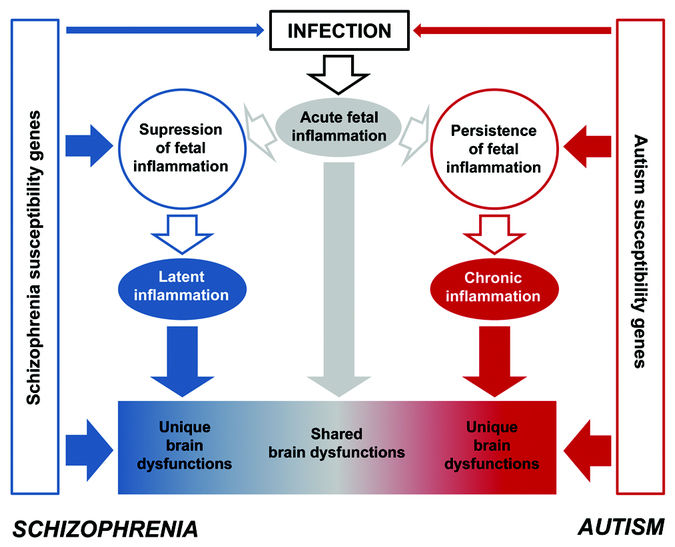 INFECTION
Schizophrenia susceptibility genes
Supression
of fetal
inflammation
Acute fetal
inflammation
Persistence
of fetal
inflammation
Autism susceptibility genes
Latent
inflammation
Chronic
inflammation
Unique
brain
dysfunctions
Shared
brain dysfunctions
Unique
brain
dysfunctions
SCHIZOPHRENIA
AUTISM